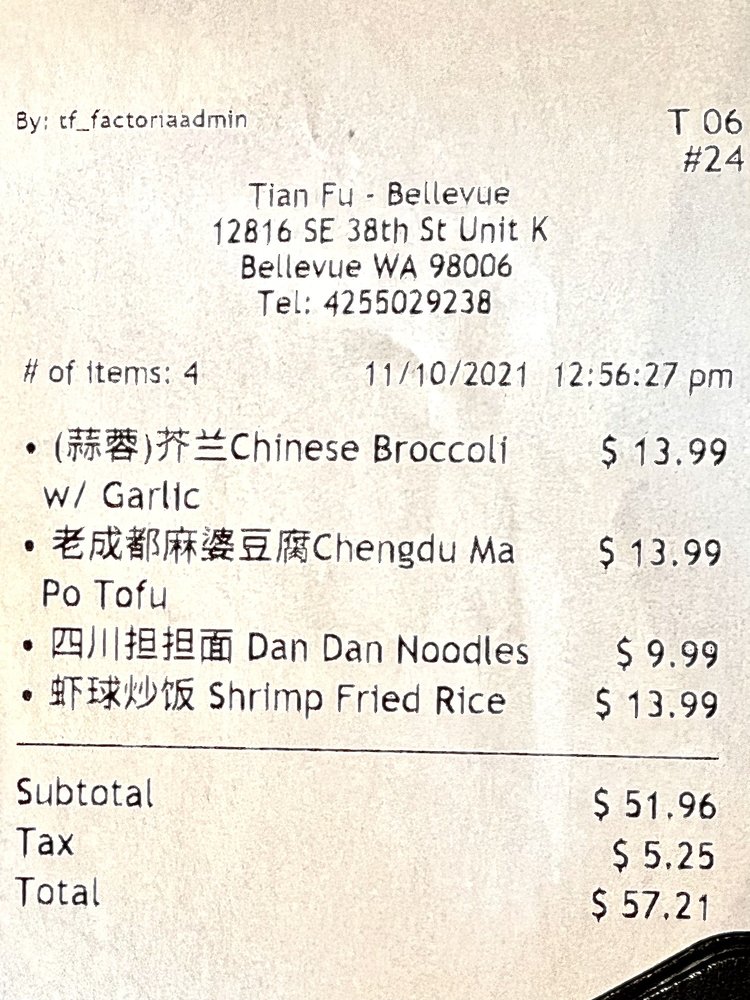 By: tf_factoriaadmin
T 06
#24
Tian Fu - Bellevue
12816 SE 38th St Unit K
Bellevue WA 98006
Tel: 4255029238
# of items: 4 11/10/2021 12:56:27 pm
• (蒜蓉)芥兰Chinese Broccoli $ 13.99
w/ Garlic
• 老成都麻婆豆腐Chengdu Ma $ 13.99
Po Tofu
• 四川担担面 Dan Dan Noodles $ 9.99
• 虾球炒饭 Shrimp Fried Rice $ 13.99
Subtotal $ 51.96
Tax $ 5.25
Total $ 57.21